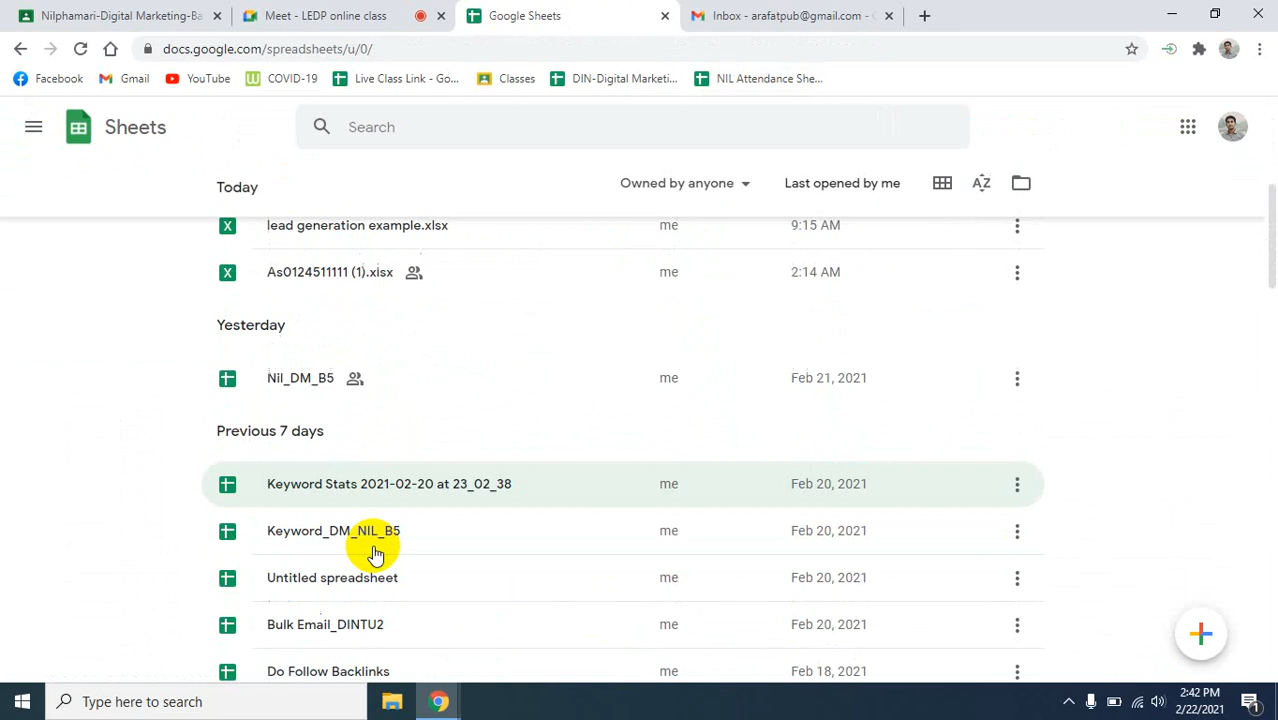 Nilphamari-Digital Marketing-Ba
Meet - LEDP online class
Google Sheets
Inbox - arafatpub@gmail.com -
docs.google.com/spreadsheets/u/0/
Facebook
Gmail
YouTube
COVID-19
Live Class Link - Go...
Classes
DIN-Digital Marketi...
NIL Attendance She...
Sheets
Search
Today
Owned by anyone
Last opened by me
AZ
lead generation example.xlsx
me
9:15 AM
As0124511111 (1).xisx
me
2:14 AM
Yesterday
Nil_DM_B5
me
Feb 21, 2021
Previous 7 days
Keyword Stats 2021-02-20 at 23_02_38
me
Feb 20, 2021
Keyword_DM_NIL_B5
me
Feb 20, 2021
Untitled spreadsheet
me
Feb 20, 2021
Bulk Email_DINTU2
me
Feb 20, 2021
Do Follow Backlinks
me
Feb 18, 2021
Type here to search
2:42 PM
2/22/2021
1